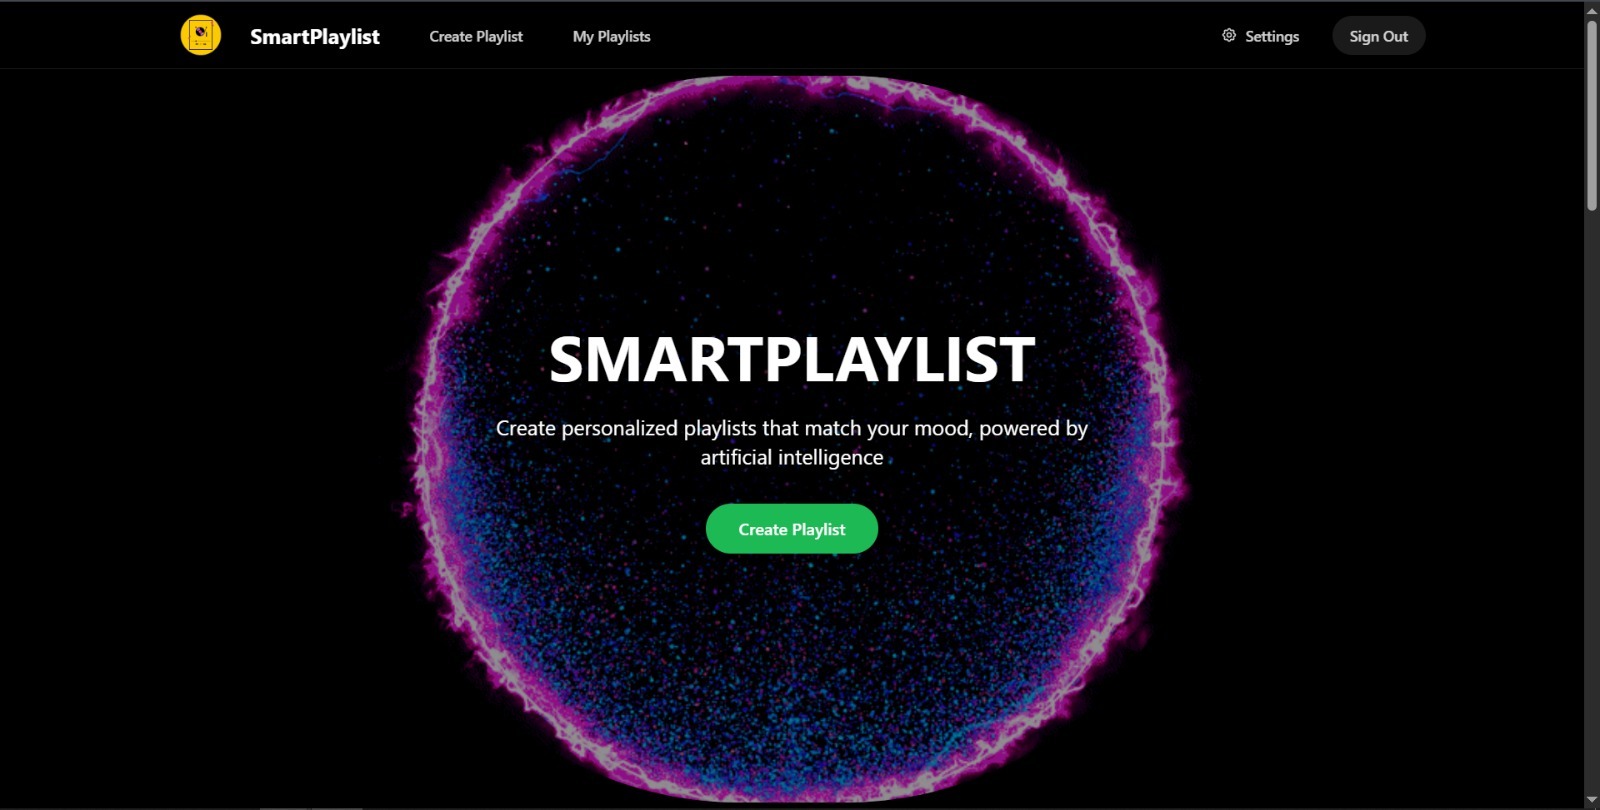 SmartPlaylist
Create Playlist
My Playlists
Settings
Sign Out
SMARTPLAYLIST
Create personalized playlists that match your mood, powered by
artificial intelligence
Create Playlist